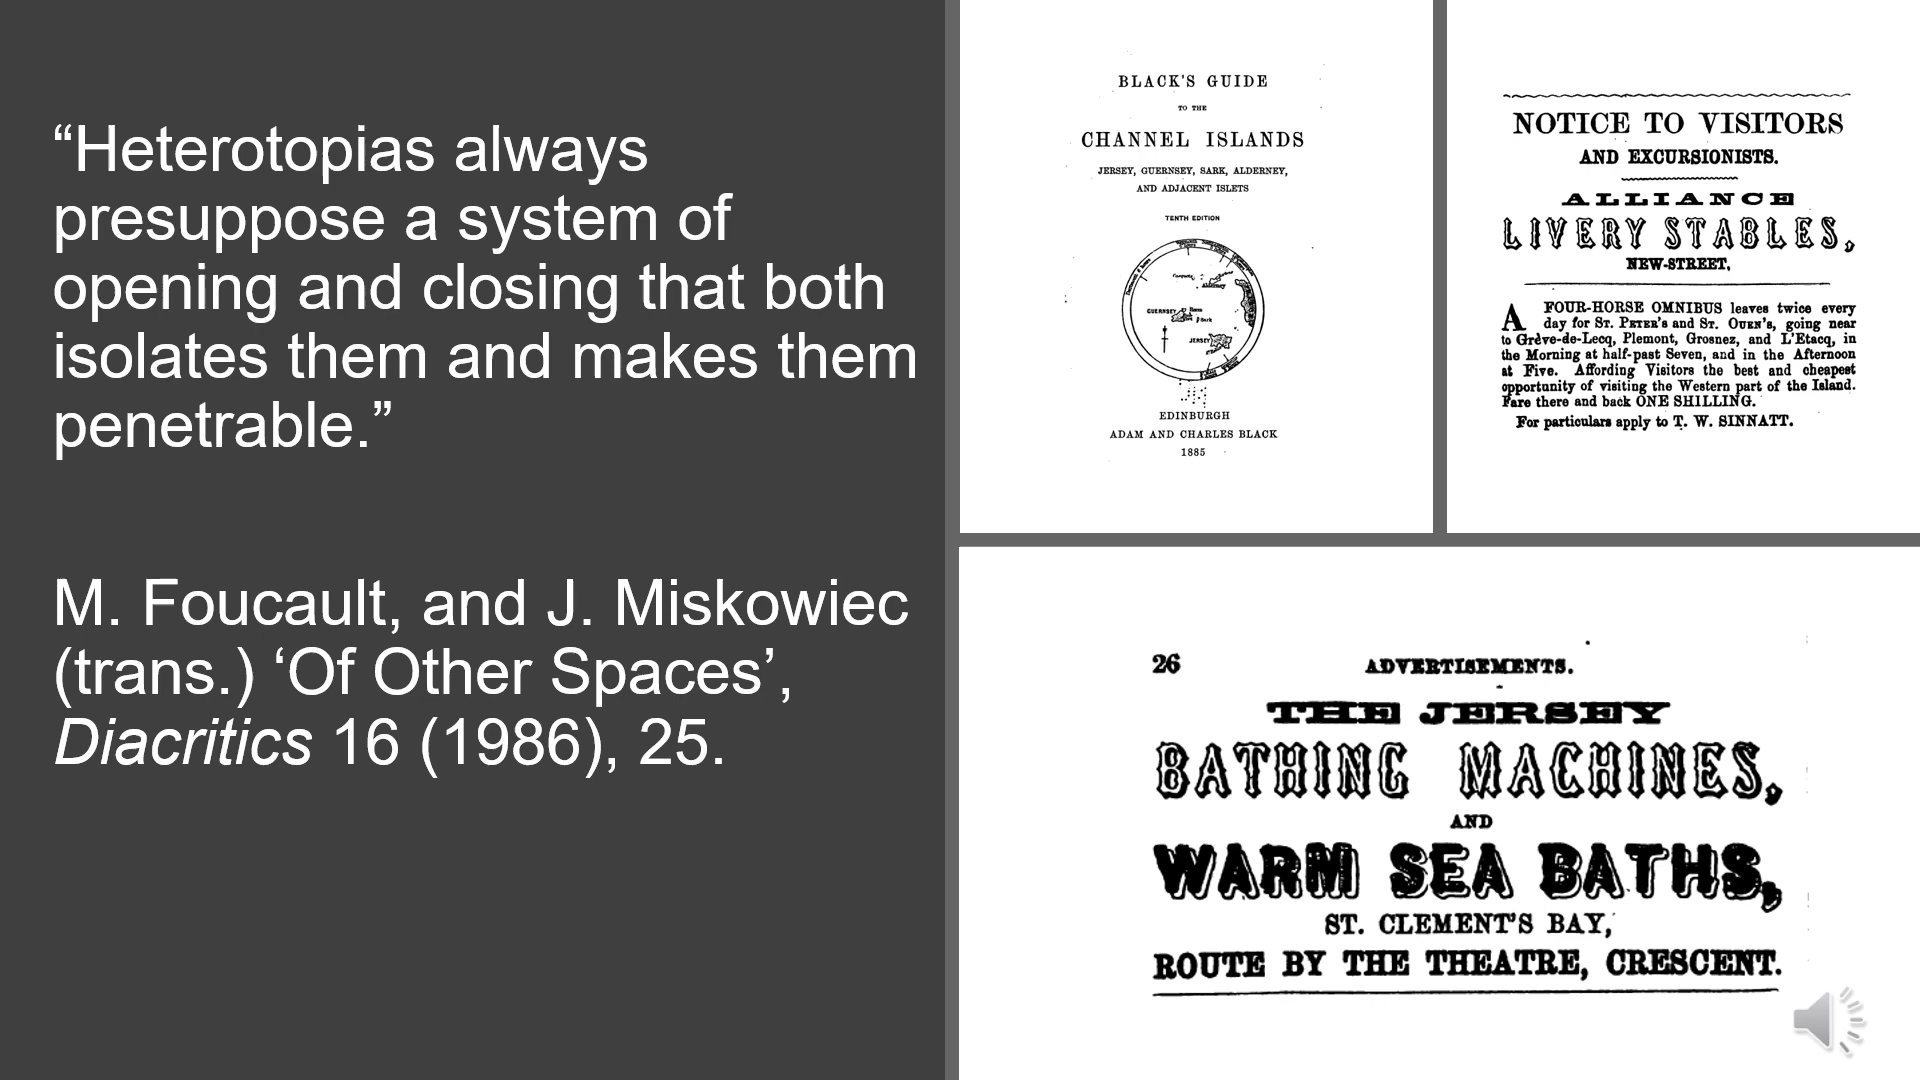 “Heterotopias always
presuppose a system of
opening and closing that both
isolates them and makes them
penetrable.”
M. Foucault, and J. Miskowiec
(trans.) ‘Of Other Spaces’,
Diacritics 16 (1986), 25.
BLACK'S GUIDE
TO THE
CHANNEL ISLANDS
JERSEY, GUERNSEY, SARK, ALDERNEY,
AND ADJACENT ISLETS
TENTH EDITION
Alderney
GUERNSEY
Sark
JERSEY
EDINBURGH
ADAM AND CHARLES BLACK
1885
NOTICE TO VISITORS
AND EXCURSIONISTS.
ALLIANCE
LIVERY STABLES,
NEW-STREET,
A FOUR-HORSE OMNIBUS leaves twice every
day for ST. PETER's and ST. OUEN's, going near
to Grève-de-Lecq, Plemont, Grosnez, and L'Etacq, in
the Morning at half-past Seven, and in the Afternoon
at Five. Affording Visitors the best and cheapest
opportunity of visiting the Western part of the Island.
Fare there and back ONE SHILLING.
For particulars apply to T. W. SINNATT.
26 ADVERTISEMENTS.
THE JERSEY
BATHING MACHINES,
AND
WARM SEA BATHS,
ST. CLEMENT'S BAY,
ROUTE BY THE THEATRE, CRESCENT.